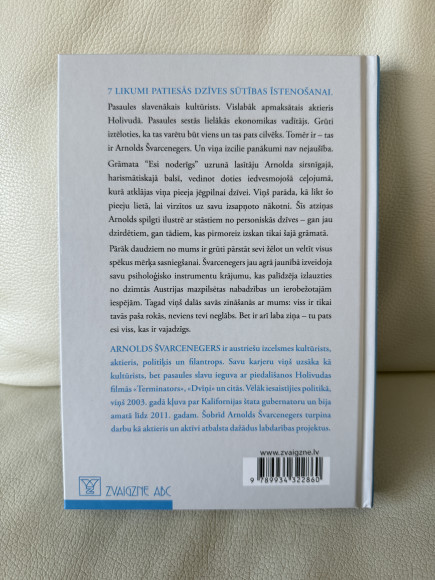 7 LIKUMI PATIESĀS DZĪVES SŪTĪBAS ĪSTENOŠANAI.
Pasaules slavenākais kultūrists. Vislabāk apmaksātais aktieris
Holivudā. Pasaules sestās lielākās ekonomikas vadītājs. Grūti
iztēloties, ka tas varētu būt viens un tas pats cilvēks. Tomēr ir – tas
ir Arnolds Švarcenegers. Un viņa izcilie panākumi nav nejaušība.
Grāmata "Esi noderīgs" uzrunā lasītāju Arnolda sirsnīgajā,
harismātiskajā balsī, vedinot doties iedvesmojošā ceļojumā,
kurā atklājas viņa pieeja jēgpilnai dzīvei. Viņš parāda, kā likt šo
pieeju lietā, lai virzītos uz savu izsapņoto nākotni. Šīs atziņas
Arnolds spilgti ilustrē ar stāstiem no personiskās dzīves – gan jau
dzirdētiem, gan tādiem, kas pirmoreiz izskan tikai šajā grāmatā.
Pārāk daudziem no mums ir grūti pārstāt sevi žēlot un veltīt visus
spēkus mērķa sasniegšanai. Švarcenegers jau agrā jaunībā izveidoja
savu psiholoģisko instrumentu krājumu, kas palīdzēja izlauzties
no dzimtās Austrijas mazpilsētas nabadzības un ierobežotajām
iespējām. Tagad viņš dalās savās zināšanās ar mums: viss ir tikai
tavās paša rokās, neviens tevi neglābs. Bet ir arī laba ziņa – tu pats
esi viss, kas ir vajadzīgs.
ARNOLDS ŠVARCENEGERS ir austriešu izcelsmes kultūrists,
aktieris, politiķis un filantrops. Savu karjeru viņš uzsāka kā
kultūrists, bet pasaules slavu ieguva ar piedalīšanos Holivudas
filmās «Terminators», «Dvīņi» un citās. Vēlāk iesaistījies politikā,
viņš 2003. gadā kļuva par Kalifornijas štata gubernatoru un bija
amatā līdz 2011. gadam. Šobrīd Arnolds Švarcenegers turpina
darbu kā aktieris un aktīvi atbalsta dažādus labdarības projektus.
www.zvaigzne.lv
9 789934 322860
ZVAIGZNE ABC